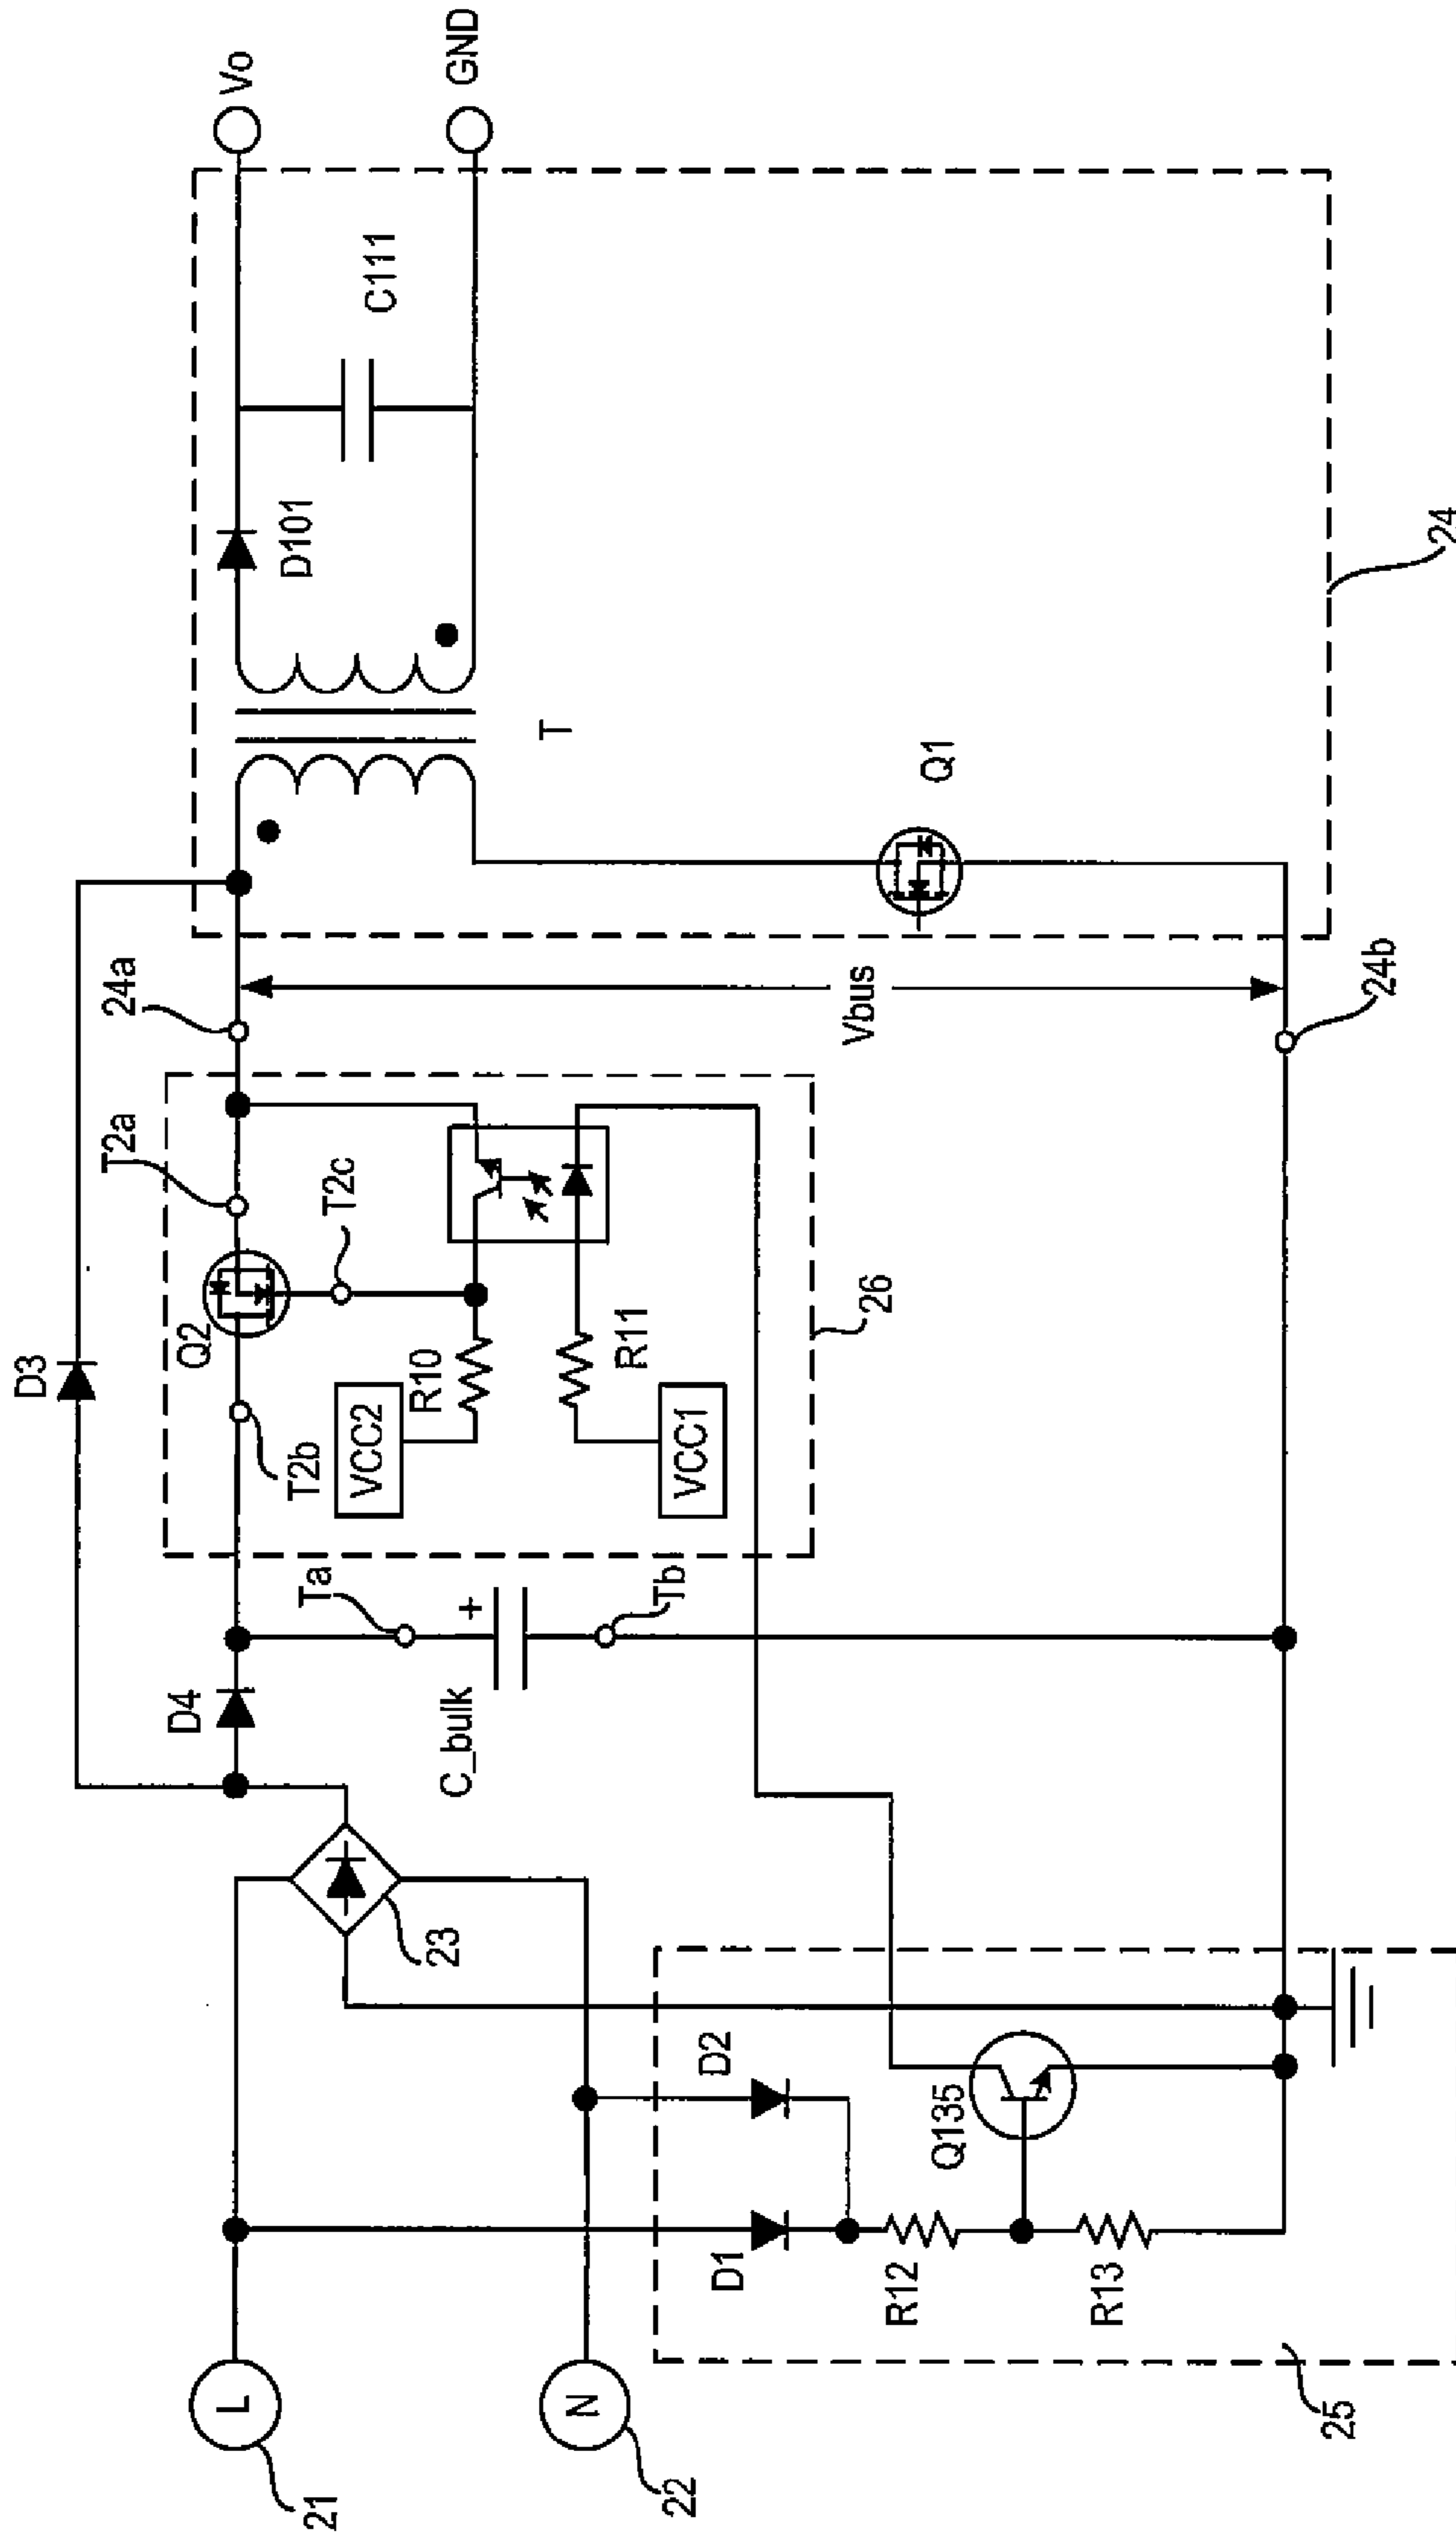 D3
D4
Q2
T2b
T2a
24a
T2c
VCC2
R10
R11
VCC1
26
Ta
+
C_bulk
Tb
Vbus
24b
T
Q1
D101
C111
Vo
GND
24
L
21
N
22
23
D1
D2
R12
R13
Q135
25